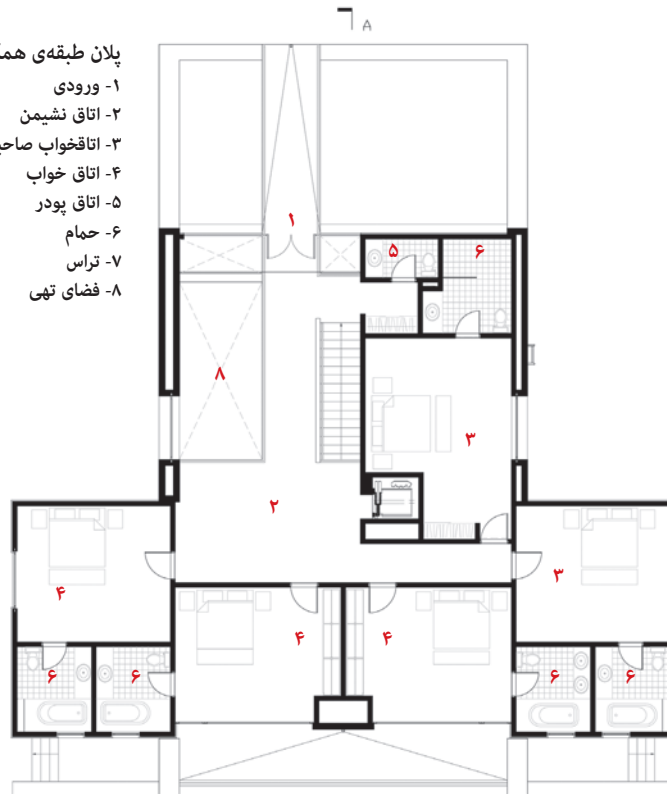 A
پلان طبقه‌ی
۱- ورودی
۲- اتاق نشیمن
۳- اتاقخواب
۴- اتاق خواب
۵- اتاق پودر
۶- حمام
۷- تراس
۸- فضای تهی
۱
۵
۶
۸
۳
۲
۴
۳
۴
۴
۶
۶
۶
۶